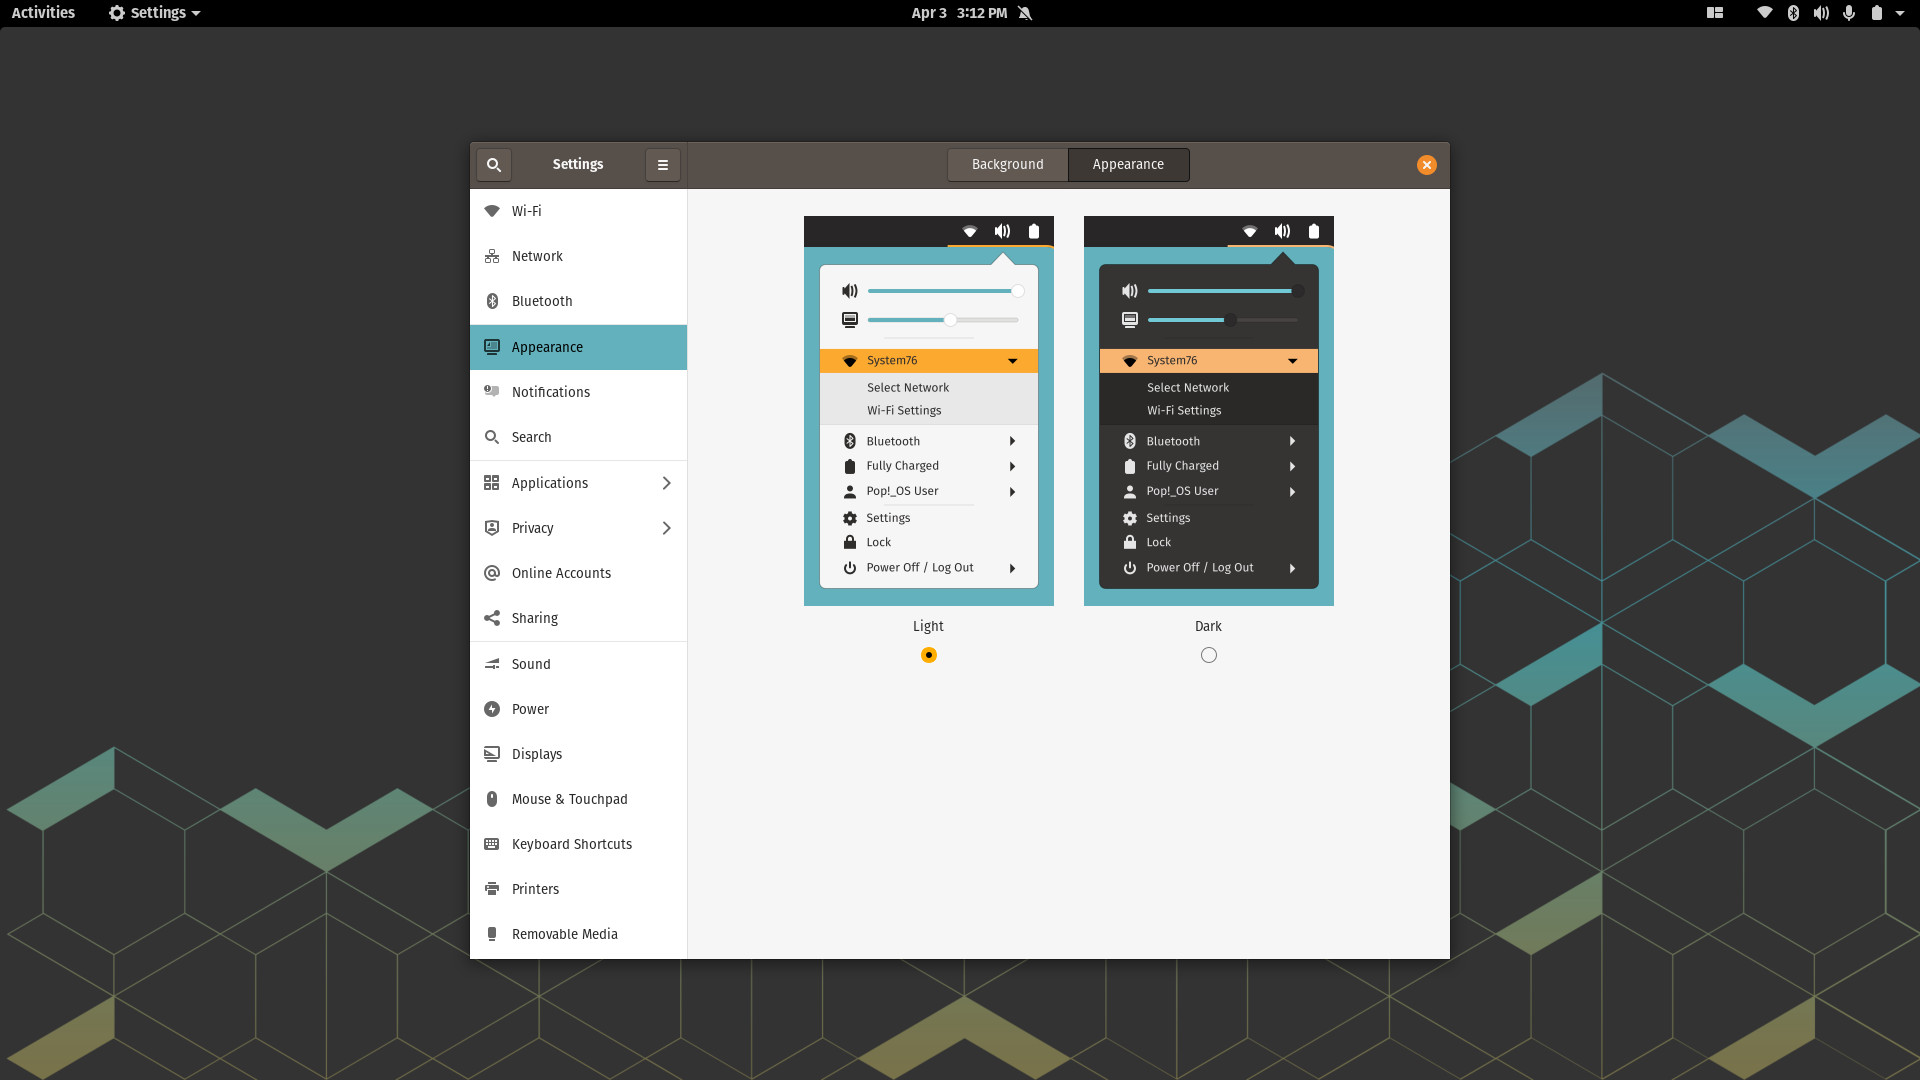 Activities
Settings
Apr 3 3:12 PM
Settings
Background
Appearance
Wi-Fi
Network
Bluetooth
Appearance
Notifications
Search
Applications
Privacy
Online Accounts
Sharing
Sound
Power
Displays
Mouse & Touchpad
Keyboard Shortcuts
Printers
Removable Media
System76
Select Network
Wi-Fi Settings
Bluetooth
Fully Charged
Pop!_OS User
Settings
Lock
Power Off / Log Out
Light
System76
Select Network
Wi-Fi Settings
Bluetooth
Fully Charged
Pop!_OS User
Settings
Lock
Power Off / Log Out
Dark